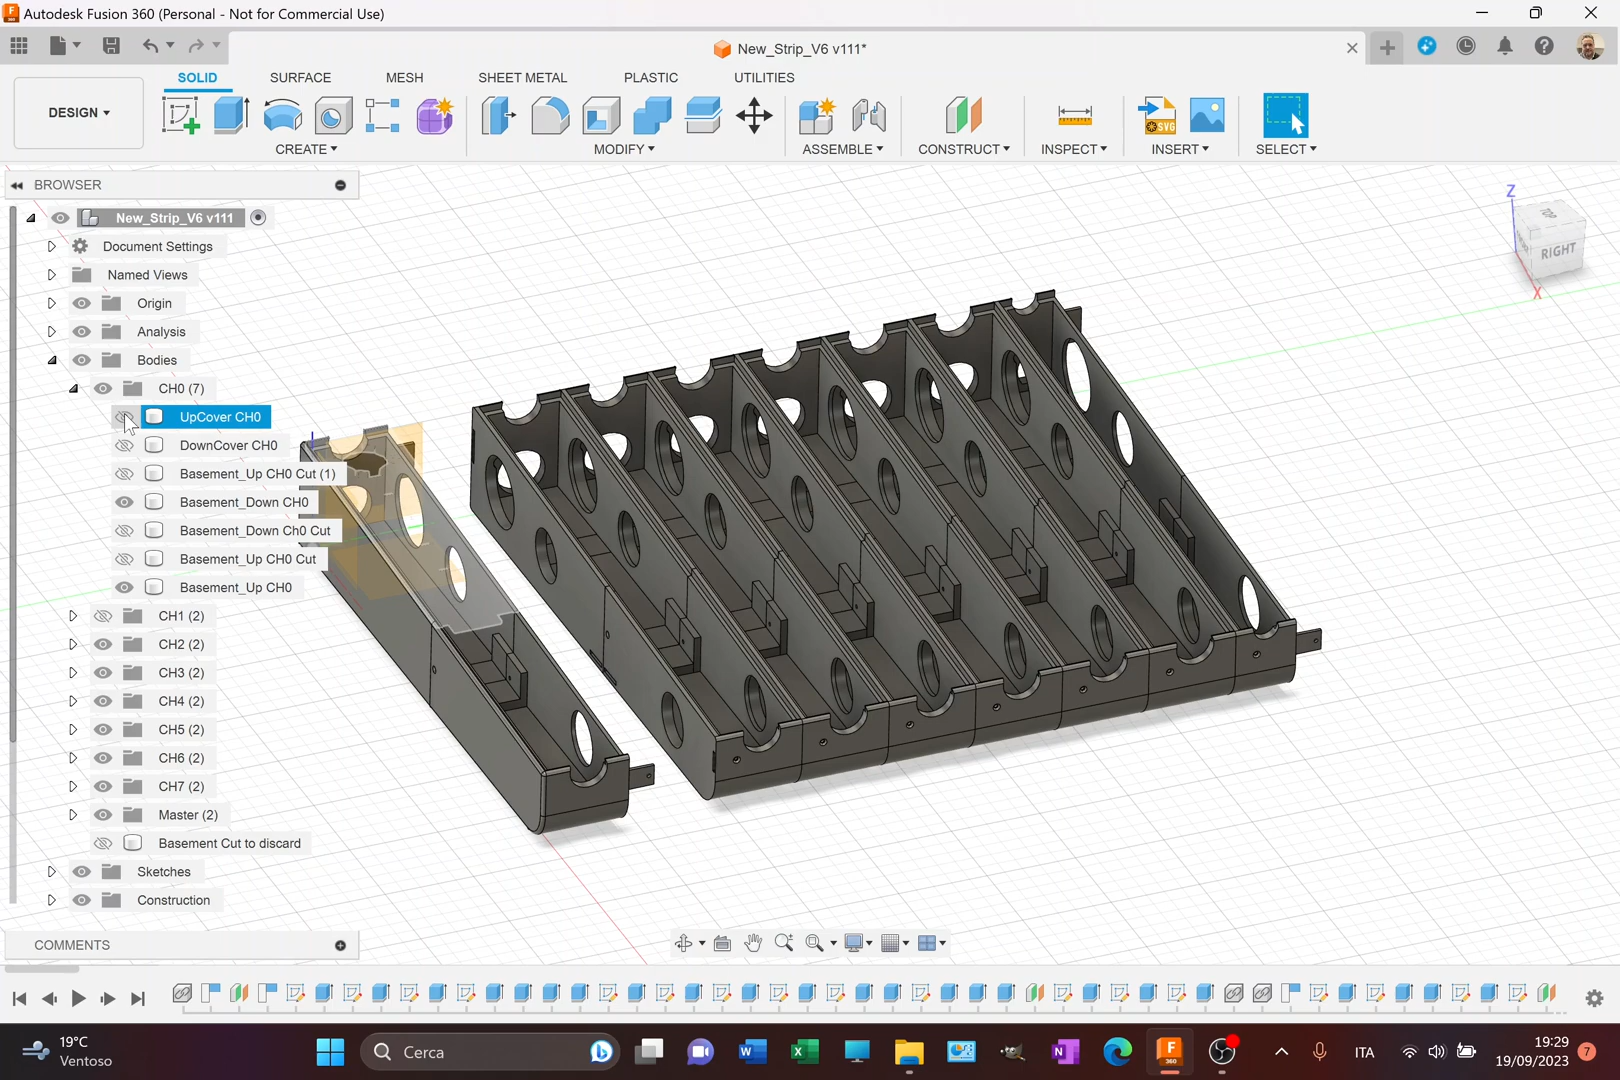 Autodesk Fusion 360 (Personal - Not for Commercial Use)
New_Strip_V6 v111*
SOLID SURFACE MESH SHEET METAL PLASTIC UTILITIES
DESIGN
CREATE MODIFY ASSEMBLE CONSTRUCT INSPECT INSERT SELECT
SVG
BROWSER
New_Strip_V6 v111
Document Settings
Named Views
Origin
Analysis
Bodies
CH0 (7)
UpCover CH0
DownCover CH0
Basement_Up CH0 Cut (1)
Basement_Down CH0
Basement_Down Ch0 Cut
Basement_Up CH0 Cut
Basement_Up CH0
CH1 (2)
CH2 (2)
CH3 (2)
CH4 (2)
CH5 (2)
CH6 (2)
CH7 (2)
Master (2)
Basement Cut to discard
Sketches
Construction
Z
TOP
RIGHT
X
COMMENTS
19°C
Ventoso
Cerca
ITA
19:29
19/09/2023
7